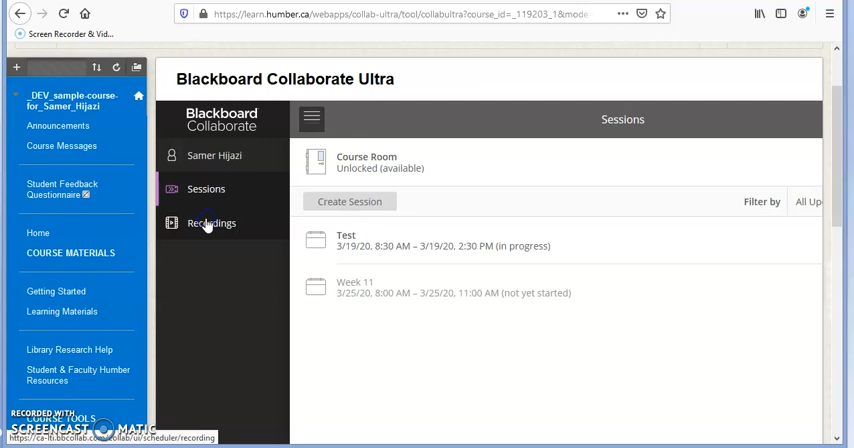 https://learn.humber.ca/webapps/collab-ultra/tool/collabultra?course_id=_119203_1&mode=
Screen Recorder & Vid...
_DEV_sample-course-
for_Samer_Hijazi
Announcements
Course Messages
Student Feedback
Questionnaire
Home
COURSE MATERIALS
Getting Started
Learning Materials
Library Research Help
Student & Faculty Humber
Resources
COURSE TOOLS
Blackboard Collaborate Ultra
Blackboard
Collaborate
Samer Hijazi
Sessions
Recordings
Sessions
Course Room
Unlocked (available)
Create Session
Filter by
All Up
Test
3/19/20, 8:30 AM – 3/19/20, 2:30 PM (in progress)
Week 11
3/25/20, 8:00 AM – 3/25/20, 11:00 AM (not yet started)
RECORDED WITH
SCREENCAST MATIC
https://ca-lti.bbcollab.com/collab/ui/scheduler/recording